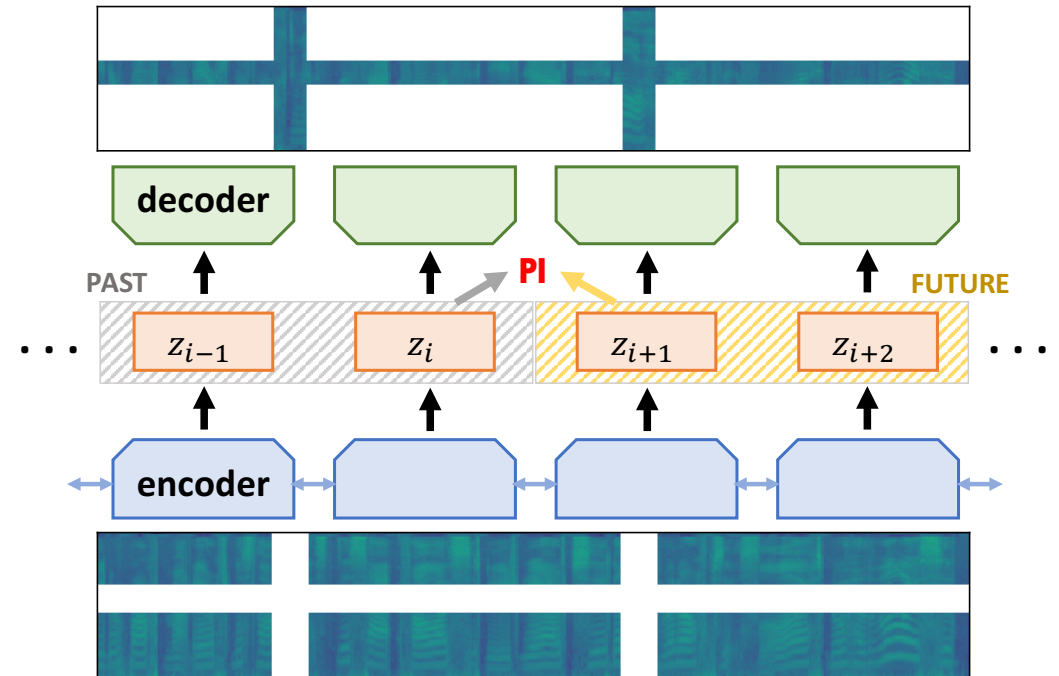 decoder
PI
PAST
FUTURE
. . .
z_{i-1}
z_i
z_{i+1}
z_{i+2}
. . .
encoder